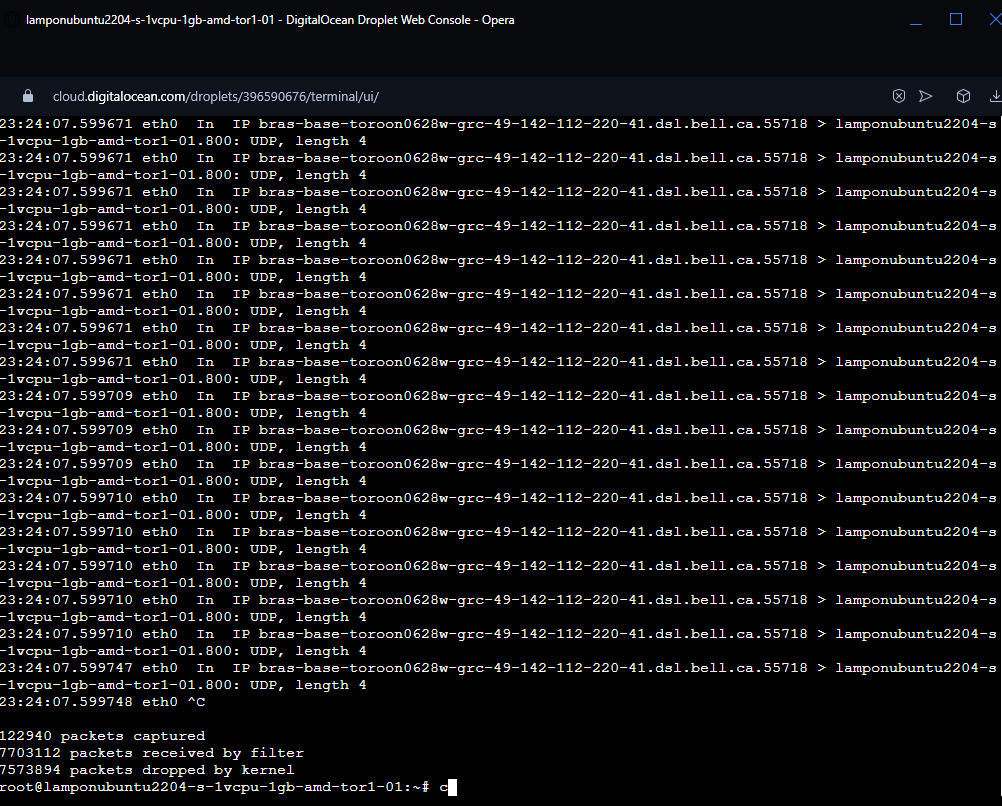 lamponubuntu2204-s-1vcpu-1gb-amd-tor1-01 - DigitalOcean Droplet Web Console - Opera
cloud.digitalocean.com/droplets/396590676/terminal/ui/
23:24:07.599671 eth0  In  IP bras-base-toroon0628w-grc-49-142-112-220-41.dsl.bell.ca.55718 > lamponubuntu2204-s
-1vcpu-1gb-amd-tor1-01.800: UDP, length 4
23:24:07.599671 eth0  In  IP bras-base-toroon0628w-grc-49-142-112-220-41.dsl.bell.ca.55718 > lamponubuntu2204-s
-1vcpu-1gb-amd-tor1-01.800: UDP, length 4
23:24:07.599671 eth0  In  IP bras-base-toroon0628w-grc-49-142-112-220-41.dsl.bell.ca.55718 > lamponubuntu2204-s
-1vcpu-1gb-amd-tor1-01.800: UDP, length 4
23:24:07.599671 eth0  In  IP bras-base-toroon0628w-grc-49-142-112-220-41.dsl.bell.ca.55718 > lamponubuntu2204-s
-1vcpu-1gb-amd-tor1-01.800: UDP, length 4
23:24:07.599671 eth0  In  IP bras-base-toroon0628w-grc-49-142-112-220-41.dsl.bell.ca.55718 > lamponubuntu2204-s
-1vcpu-1gb-amd-tor1-01.800: UDP, length 4
23:24:07.599671 eth0  In  IP bras-base-toroon0628w-grc-49-142-112-220-41.dsl.bell.ca.55718 > lamponubuntu2204-s
-1vcpu-1gb-amd-tor1-01.800: UDP, length 4
23:24:07.599671 eth0  In  IP bras-base-toroon0628w-grc-49-142-112-220-41.dsl.bell.ca.55718 > lamponubuntu2204-s
-1vcpu-1gb-amd-tor1-01.800: UDP, length 4
23:24:07.599671 eth0  In  IP bras-base-toroon0628w-grc-49-142-112-220-41.dsl.bell.ca.55718 > lamponubuntu2204-s
-1vcpu-1gb-amd-tor1-01.800: UDP, length 4
23:24:07.599709 eth0  In  IP bras-base-toroon0628w-grc-49-142-112-220-41.dsl.bell.ca.55718 > lamponubuntu2204-s
-1vcpu-1gb-amd-tor1-01.800: UDP, length 4
23:24:07.599709 eth0  In  IP bras-base-toroon0628w-grc-49-142-112-220-41.dsl.bell.ca.55718 > lamponubuntu2204-s
-1vcpu-1gb-amd-tor1-01.800: UDP, length 4
23:24:07.599709 eth0  In  IP bras-base-toroon0628w-grc-49-142-112-220-41.dsl.bell.ca.55718 > lamponubuntu2204-s
-1vcpu-1gb-amd-tor1-01.800: UDP, length 4
23:24:07.599710 eth0  In  IP bras-base-toroon0628w-grc-49-142-112-220-41.dsl.bell.ca.55718 > lamponubuntu2204-s
-1vcpu-1gb-amd-tor1-01.800: UDP, length 4
23:24:07.599710 eth0  In  IP bras-base-toroon0628w-grc-49-142-112-220-41.dsl.bell.ca.55718 > lamponubuntu2204-s
-1vcpu-1gb-amd-tor1-01.800: UDP, length 4
23:24:07.599710 eth0  In  IP bras-base-toroon0628w-grc-49-142-112-220-41.dsl.bell.ca.55718 > lamponubuntu2204-s
-1vcpu-1gb-amd-tor1-01.800: UDP, length 4
23:24:07.599710 eth0  In  IP bras-base-toroon0628w-grc-49-142-112-220-41.dsl.bell.ca.55718 > lamponubuntu2204-s
-1vcpu-1gb-amd-tor1-01.800: UDP, length 4
23:24:07.599710 eth0  In  IP bras-base-toroon0628w-grc-49-142-112-220-41.dsl.bell.ca.55718 > lamponubuntu2204-s
-1vcpu-1gb-amd-tor1-01.800: UDP, length 4
23:24:07.599747 eth0  In  IP bras-base-toroon0628w-grc-49-142-112-220-41.dsl.bell.ca.55718 > lamponubuntu2204-s
-1vcpu-1gb-amd-tor1-01.800: UDP, length 4
23:24:07.599748 eth0 ^C
122940 packets captured
7703112 packets received by filter
7573894 packets dropped by kernel
root@lamponubuntu2204-s-1vcpu-1gb-amd-tor1-01:~# c